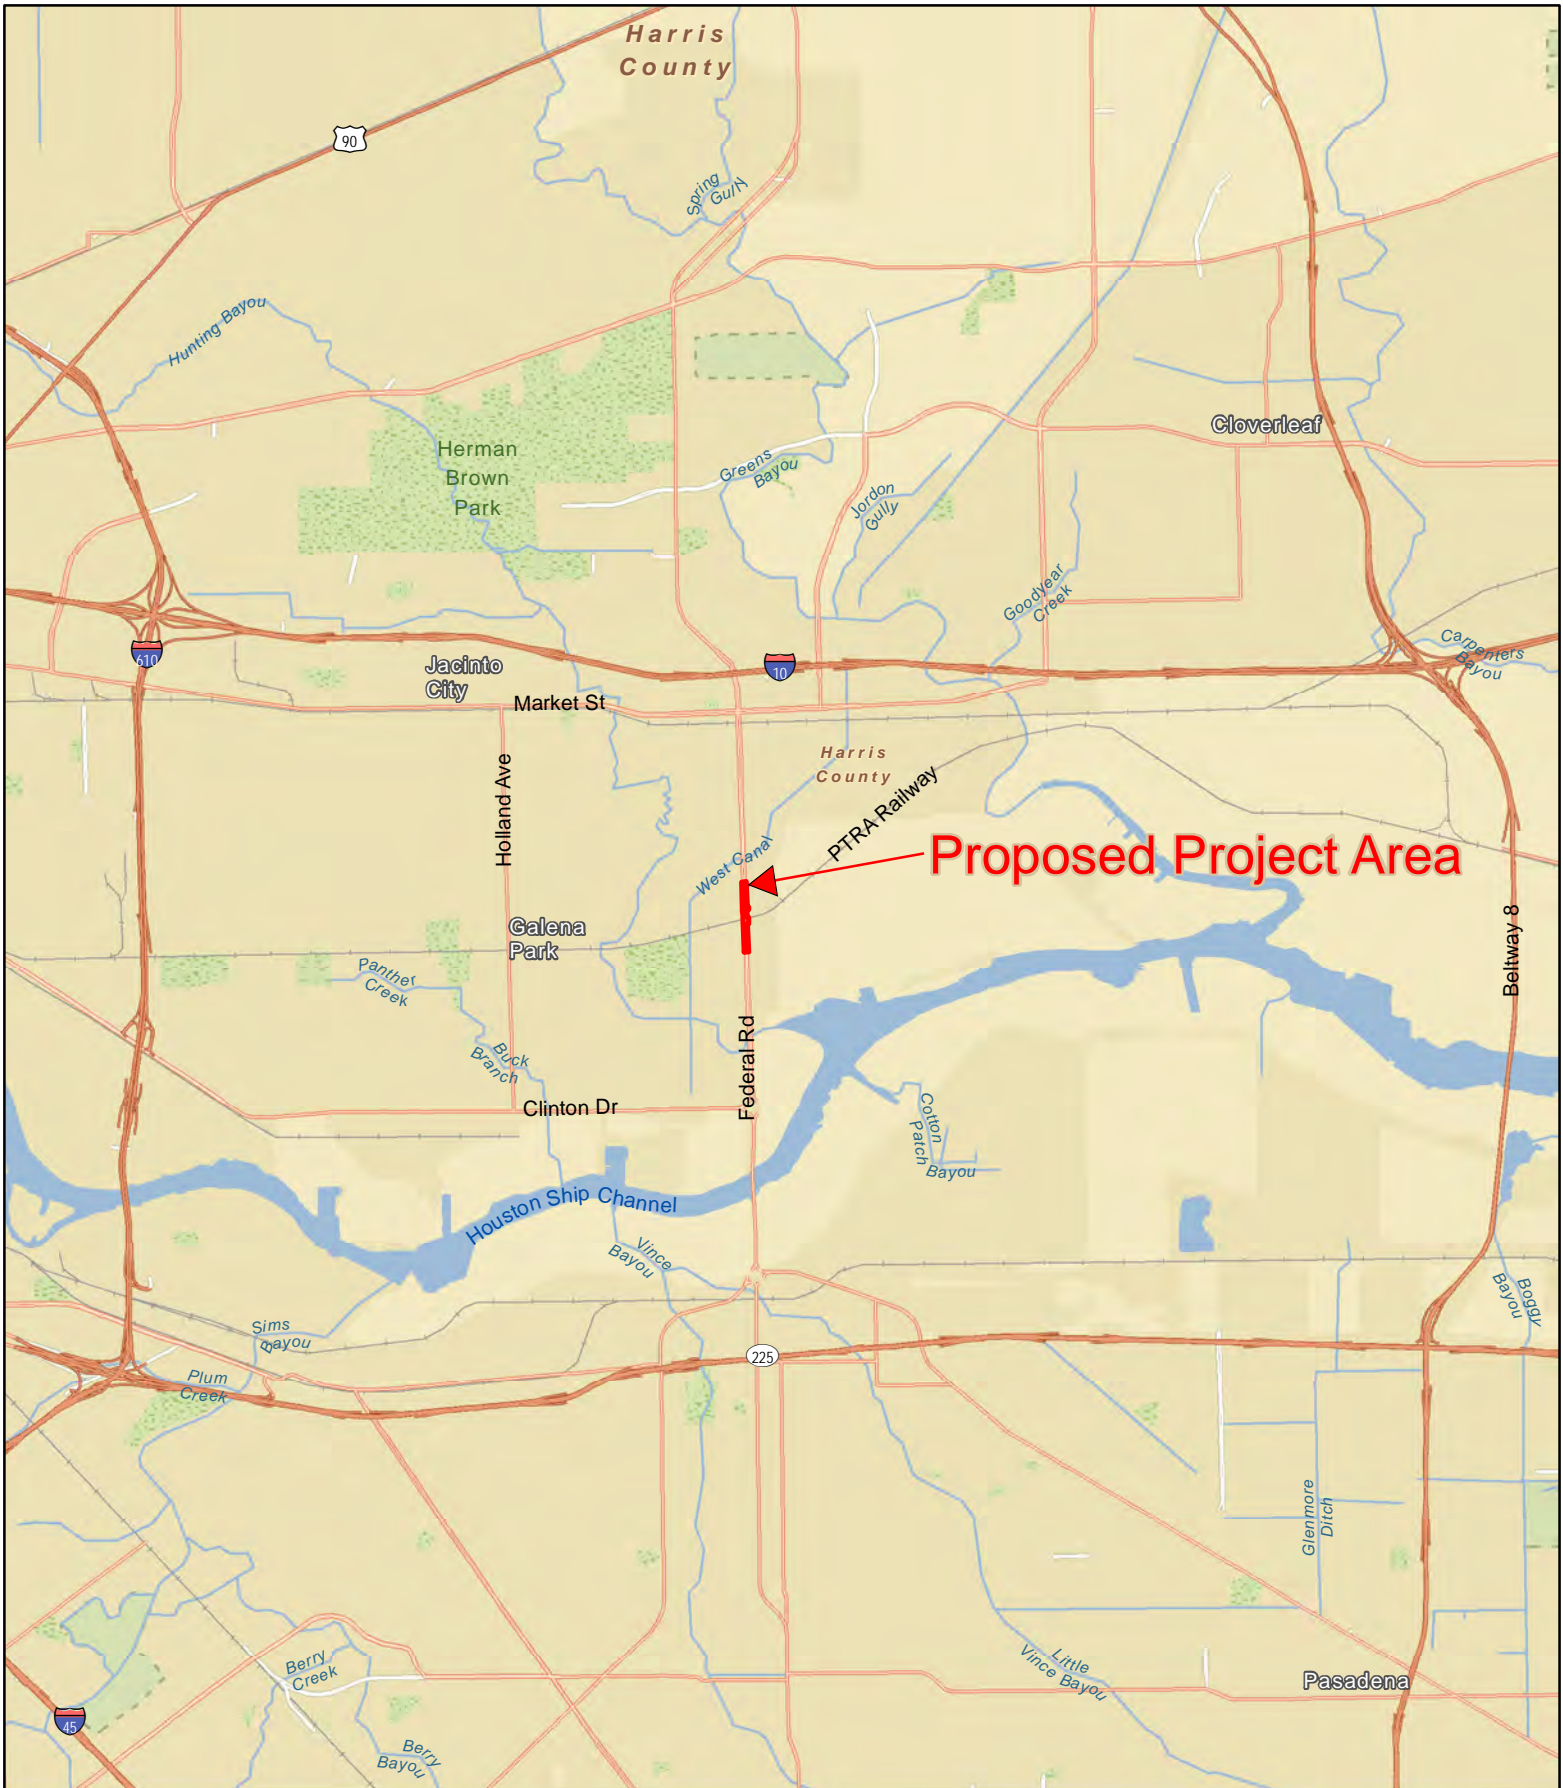 Harris
County
90
Spring
Gully
Hunting Bayou
Cloverleaf
Herman
Brown
Park
Greens
Bayou
Jordon
Gully
Goodyear
Creek
Carpenters
Bayou
610
Jacinto
City
10
Market St
Harris
County
Holland Ave
PTRA Railway
West Canal
Proposed Project Area
Galena
Park
Beltway 8
Panther
Creek
Buck
Branch
Federal Rd
Clinton Dr
Cotton
Patch
Bayou
Houston Ship Channel
Vince
Bayou
Boggy
Bayou
Sims
Bayou
225
Plum
Creek
Glenmore
Ditch
Berry
Creek
Little
Vince Bayou
Pasadena
45
Berry
Bayou